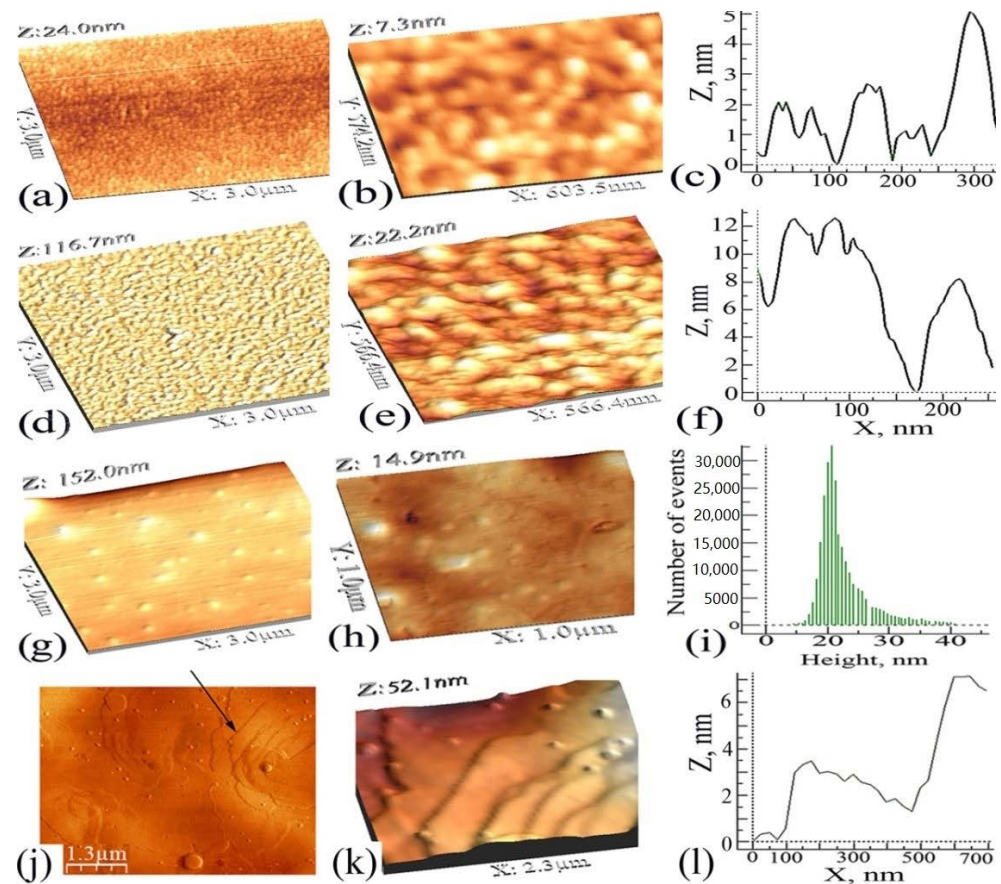 Z: 24.0nm
Y: 3.0µm
X: 3.0µm
(a)
Z: 7.3nm
Y: 574.2nm
X: 603.5nm
(b)
Z, nm
5
4
3
2
1
0
0 100 200 300
(c)
Z: 116.7nm
Y: 3.0µm
X: 3.0µm
(d)
Z: 22.2nm
Y: 566.4nm
X: 566.4nm
(e)
Z, nm
12
10
8
6
4
2
0
0 100 200
X, nm
(f)
Z: 152.0nm
Y: 3.0µm
X: 3.0µm
(g)
Z: 14.9nm
Y: 1.0µm
X: 1.0µm
(h)
Number of events
30,000
25,000
20,000
15,000
10,000
5000
0
0 20 40
Height, nm
(i)
1.3µm
(j)
Z: 52.1nm
X: 2.3µm
(k)
Z, nm
6
4
2
0
0 100 300 500 700
X, nm
(l)